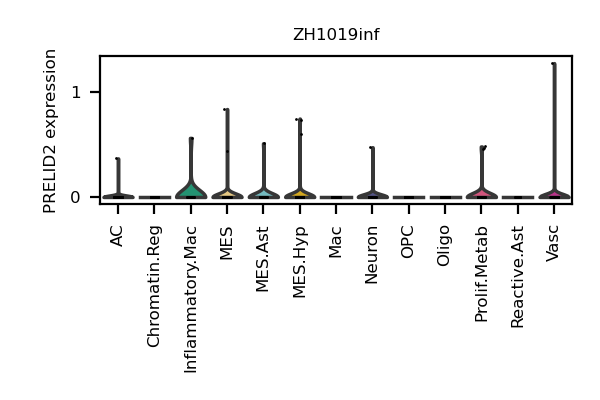 ZH1019inf
PRELID2 expression
1
0
AC
Chromatin.Reg
Inflammatory.Mac
MES
MES.Ast
MES.Hyp
Mac
Neuron
OPC
Oligo
Prolif.Metab
Reactive.Ast
Vasc